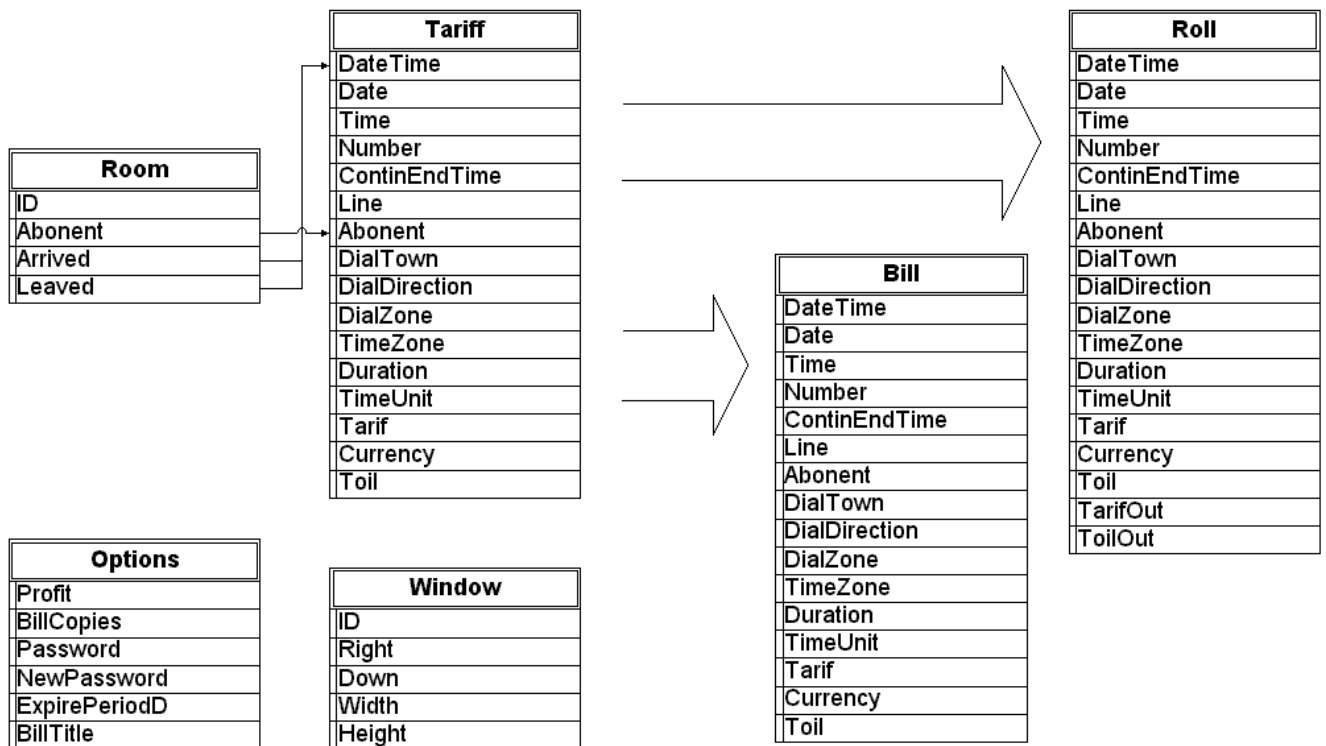 Tariff
DateTime
Date
Time
Number
ContinEndTime
Line
Abonent
DialTown
DialDirection
DialZone
TimeZone
Duration
TimeUnit
Tarif
Currency
Toil
Roll
DateTime
Date
Time
Number
ContinEndTime
Line
Abonent
DialTown
DialDirection
DialZone
TimeZone
Duration
TimeUnit
Tarif
Currency
Toil
TarifOut
ToilOut
Room
ID
Abonent
Arrived
Leaved
Bill
DateTime
Date
Time
Number
ContinEndTime
Line
Abonent
DialTown
DialDirection
DialZone
TimeZone
Duration
TimeUnit
Tarif
Currency
Toil
Options
Profit
BillCopies
Password
NewPassword
ExpirePeriodD
BillTitle
Window
ID
Right
Down
Width
Height